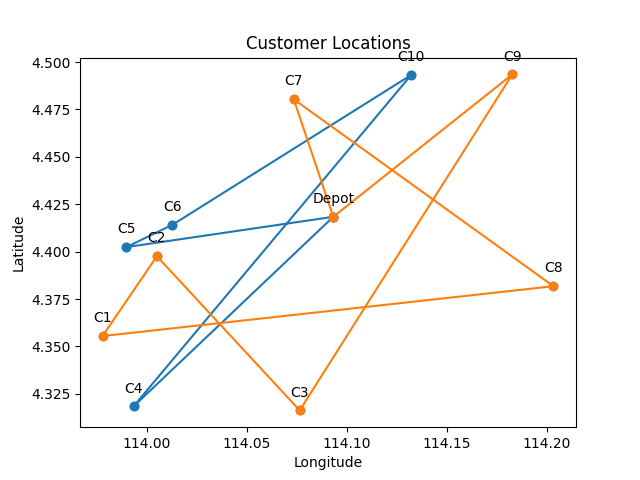 Customer Locations
C10
C9
C7
Depot
C6
C5
C2
C8
C1
C4
C3
4.500
4.475
4.450
4.425
4.400
4.375
4.350
4.325
Latitude
114.00
114.05
114.10
114.15
114.20
Longitude